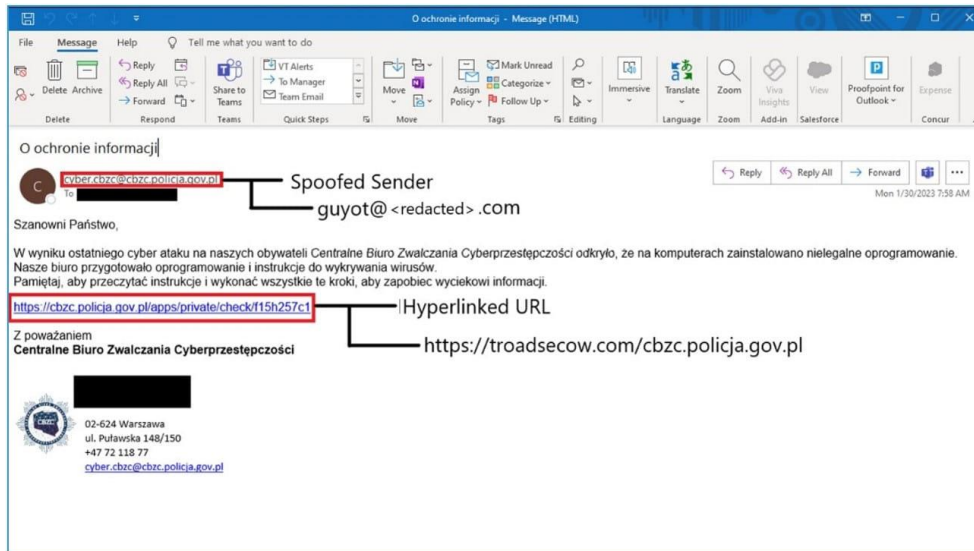 O ochronie informacji - Message (HTML)
File Message Help Tell me what you want to do
Delete Archive
Reply
Reply All
Forward
Share to Teams
VT Alerts
To Manager
Team Email
Move
Assign Policy
Mark Unread
Categorize
Follow Up
Immersive
Translate
Zoom
Viva Insights
View
Proofpoint for Outlook
Expense
Delete Respond Teams Quick Steps Move Tags Editing Language Zoom Add-in Salesforce Concur
O ochronie informacji
C
cyber.cbzc@cbzc.policja.gov.pl
To
Spoofed Sender
guyot@ <redacted> .com
Reply Reply All Forward
Mon 1/30/2023 7:58 AM
Szanowni Państwo,
W wyniku ostatniego cyber ataku na naszych obywateli Centralne Biuro Zwalczania Cyberprzestępczości odkryło, że na komputerach zainstalowano nielegalne oprogramowanie.
Nasze biuro przygotowało oprogramowanie i instrukcje do wykrywania wirusów.
Pamiętaj, aby przeczytać instrukcje i wykonać wszystkie te kroki, aby zapobiec wyciekowi informacji.
https://cbzc.policja.gov.pl/apps/private/check/f15h257c1
Hyperlinked URL
https://troadsecow.com/cbzc.policja.gov.pl
Z poważaniem
Centralne Biuro Zwalczania Cyberprzestępczości
CBZC
02-624 Warszawa
ul. Puławska 148/150
+47 72 118 77
cyber.cbzc@cbzc.policja.gov.pl